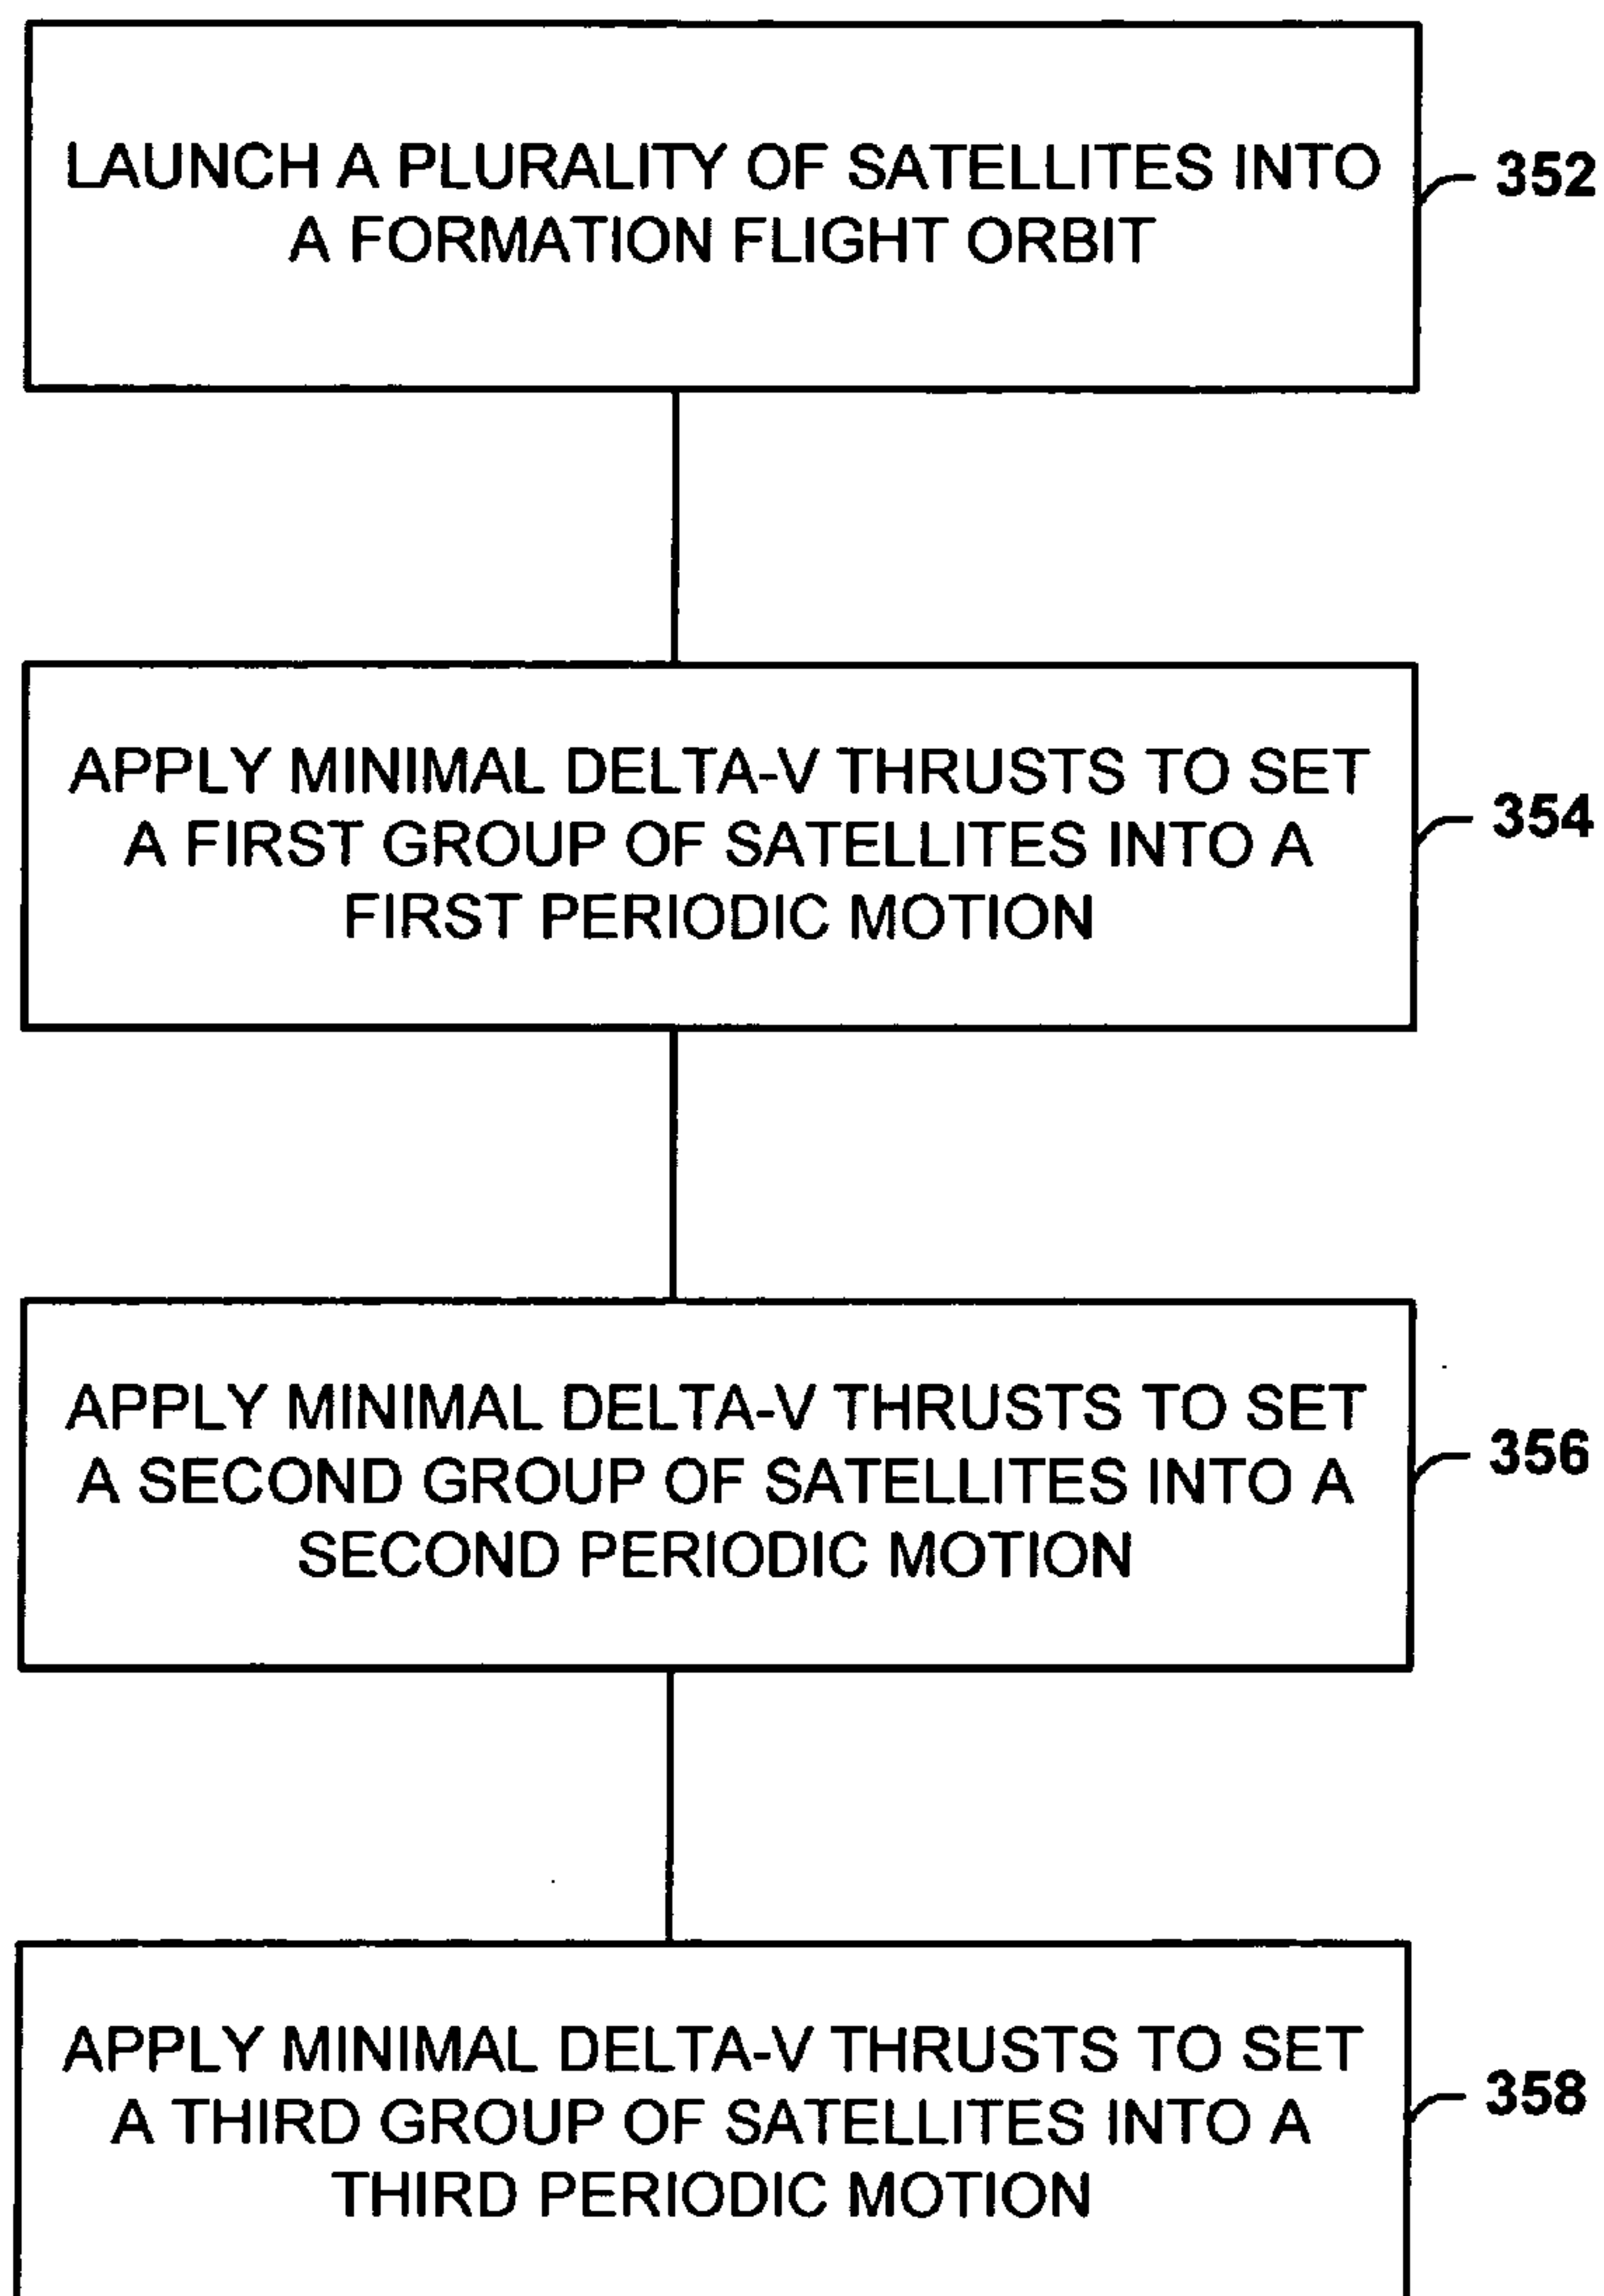 LAUNCH A PLURALITY OF SATELLITES INTO
A FORMATION FLIGHT ORBIT
352
APPLY MINIMAL DELTA-V THRUSTS TO SET
A FIRST GROUP OF SATELLITES INTO A
FIRST PERIODIC MOTION
354
APPLY MINIMAL DELTA-V THRUSTS TO SET
A SECOND GROUP OF SATELLITES INTO A
SECOND PERIODIC MOTION
356
APPLY MINIMAL DELTA-V THRUSTS TO SET
A THIRD GROUP OF SATELLITES INTO A
THIRD PERIODIC MOTION
358